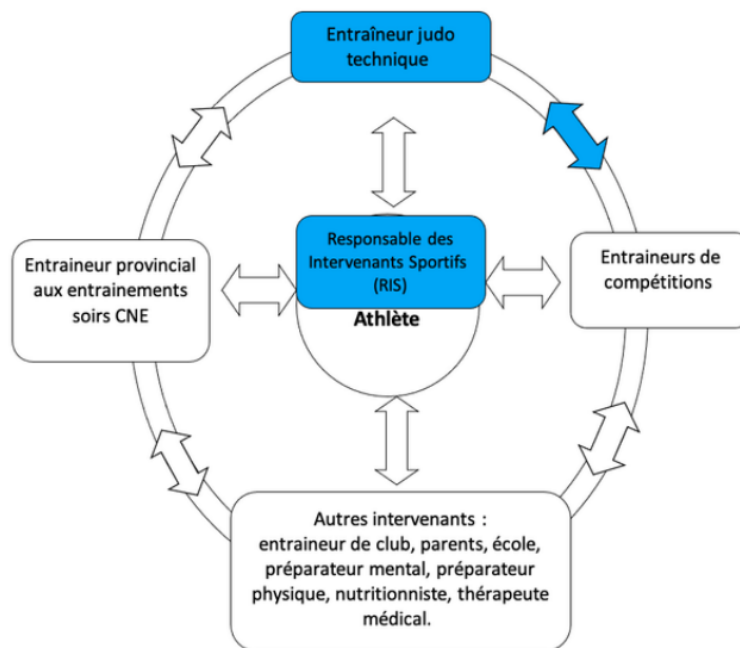 Entraîneur judo
technique
Entraineur provincial
aux entrainements
soirs CNE
Responsable des
Intervenants Sportifs
(RIS)
Athlète
Entraineurs de
compétitions
Autres intervenants :
entraineur de club, parents, école,
préparateur mental, préparateur
physique, nutritionniste, thérapeute
médical.